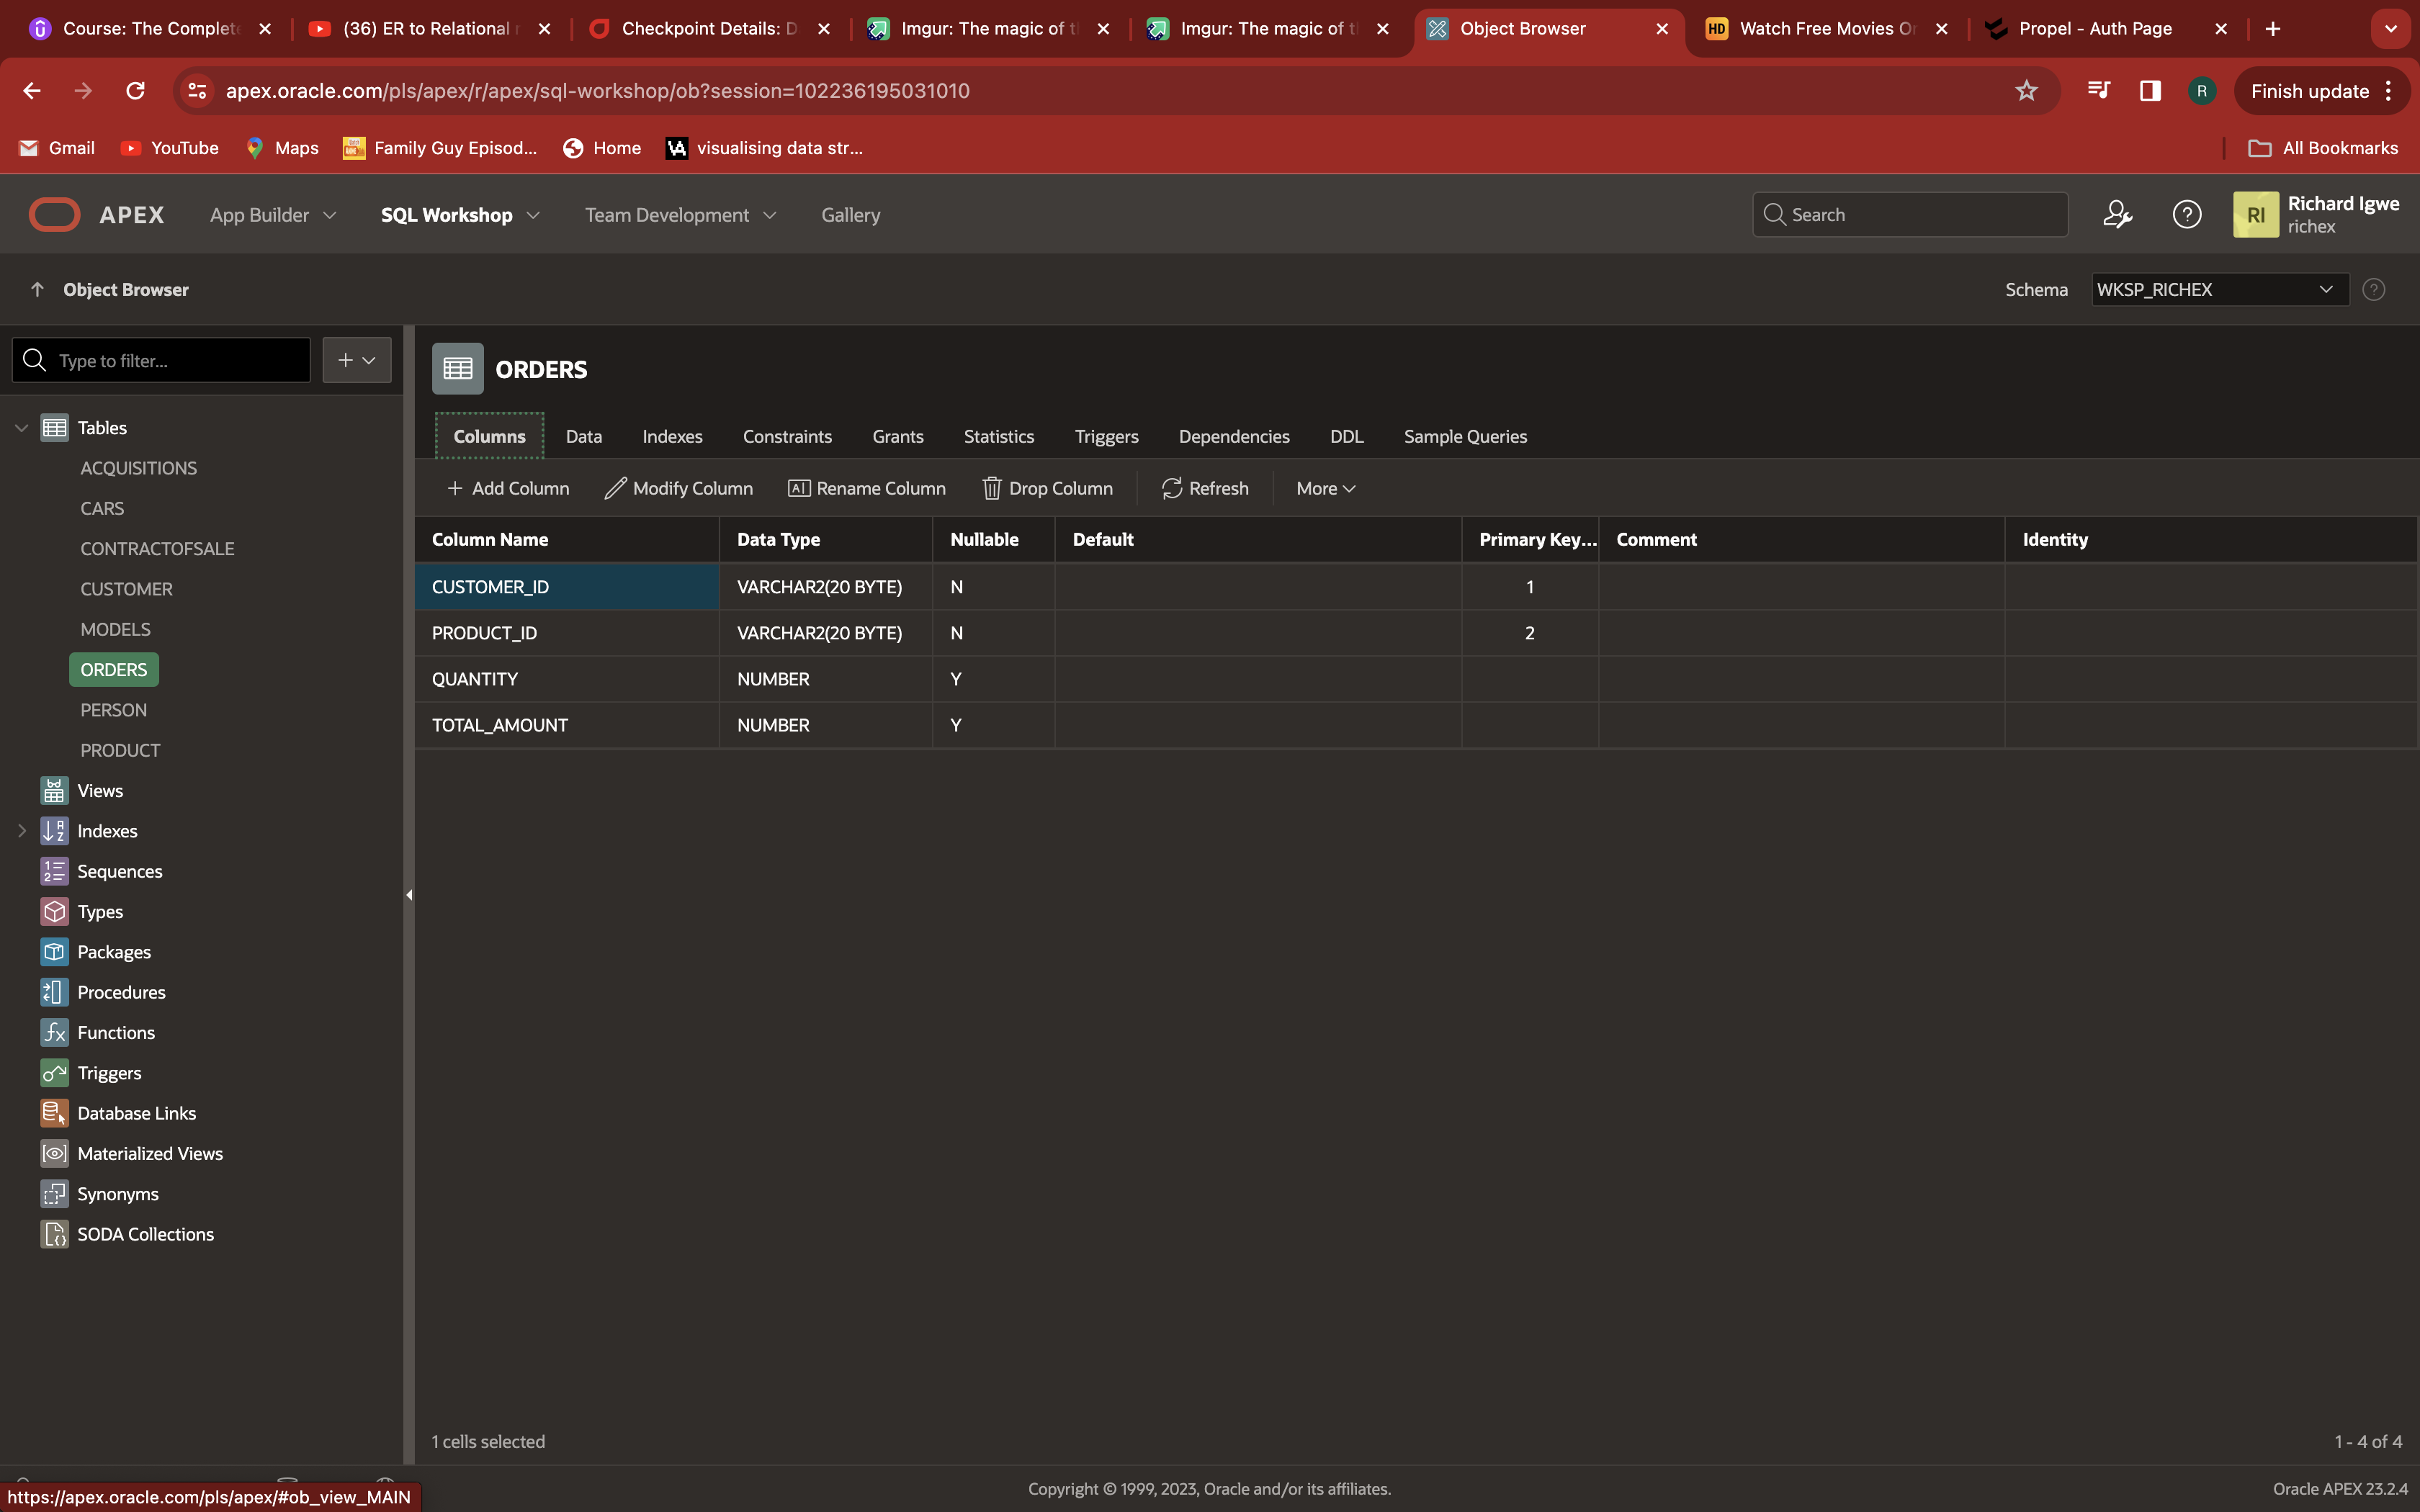 Course: The Complete
(36) ER to Relational
Checkpoint Details: D
Imgur: The magic of t
Imgur: The magic of t
Object Browser
HD Watch Free Movies O
Propel - Auth Page
apex.oracle.com/pls/apex/r/apex/sql-workshop/ob?session=102236195031010
R
Finish update
Gmail
YouTube
Maps
Family Guy Episod...
Home
visualising data str...
All Bookmarks
APEX
App Builder
SQL Workshop
Team Development
Gallery
Search
RI
Richard Igwe
richex
Object Browser
Schema
WKSP_RICHEX
Type to filter...
Tables
ACQUISITIONS
CARS
CONTRACTOFSALE
CUSTOMER
MODELS
ORDERS
PERSON
PRODUCT
Views
Indexes
Sequences
Types
Packages
Procedures
Functions
Triggers
Database Links
Materialized Views
Synonyms
SODA Collections
ORDERS
Columns Data Indexes Constraints Grants Statistics Triggers Dependencies DDL Sample Queries
Add Column Modify Column Rename Column Drop Column Refresh More
Column Name Data Type Nullable Default Primary Key... Comment Identity
CUSTOMER_ID VARCHAR2(20 BYTE) N 1
PRODUCT_ID VARCHAR2(20 BYTE) N 2
QUANTITY NUMBER Y
TOTAL_AMOUNT NUMBER Y
1 cells selected
1 - 4 of 4
https://apex.oracle.com/pls/apex/#ob_view_MAIN
Copyright © 1999, 2023, Oracle and/or its affiliates.
Oracle APEX 23.2.4